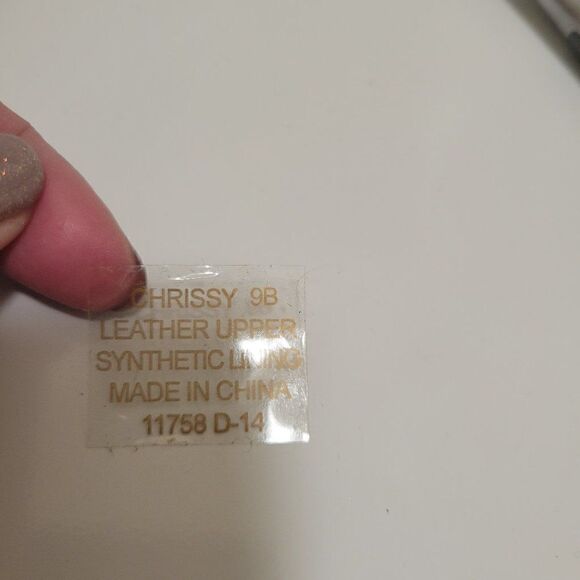 CHRISSY 9B
LEATHER UPPER
SYNTHETIC LINING
MADE IN CHINA
11758 D-14